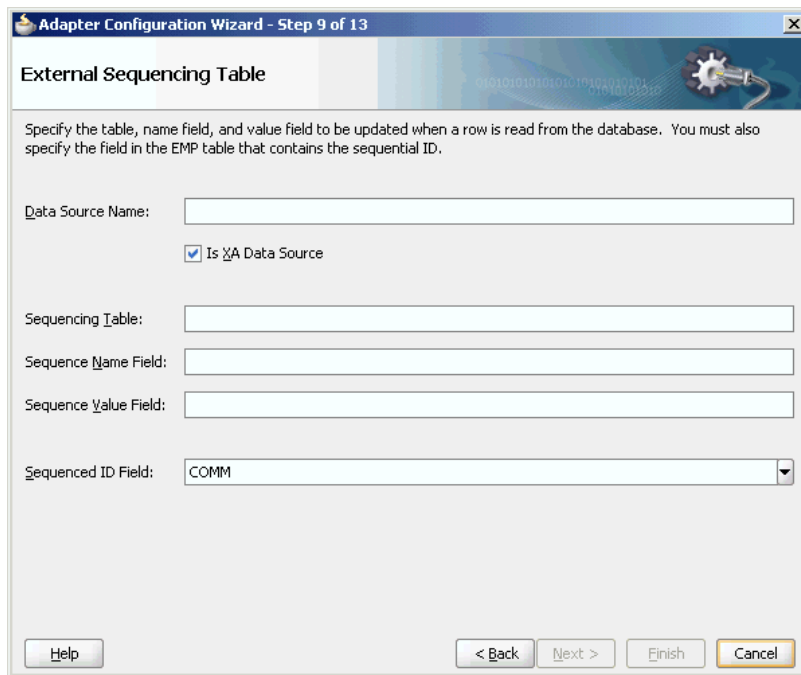 Adapter Configuration Wizard - Step 9 of 13
External Sequencing Table
Specify the table, name field, and value field to be updated when a row is read from the database. You must also
specify the field in the EMP table that contains the sequential ID.
Data Source Name:
Is XA Data Source
Sequencing Table:
Sequence Name Field:
Sequence Value Field:
Sequenced ID Field: COMM
Help < Back Next > Finish Cancel